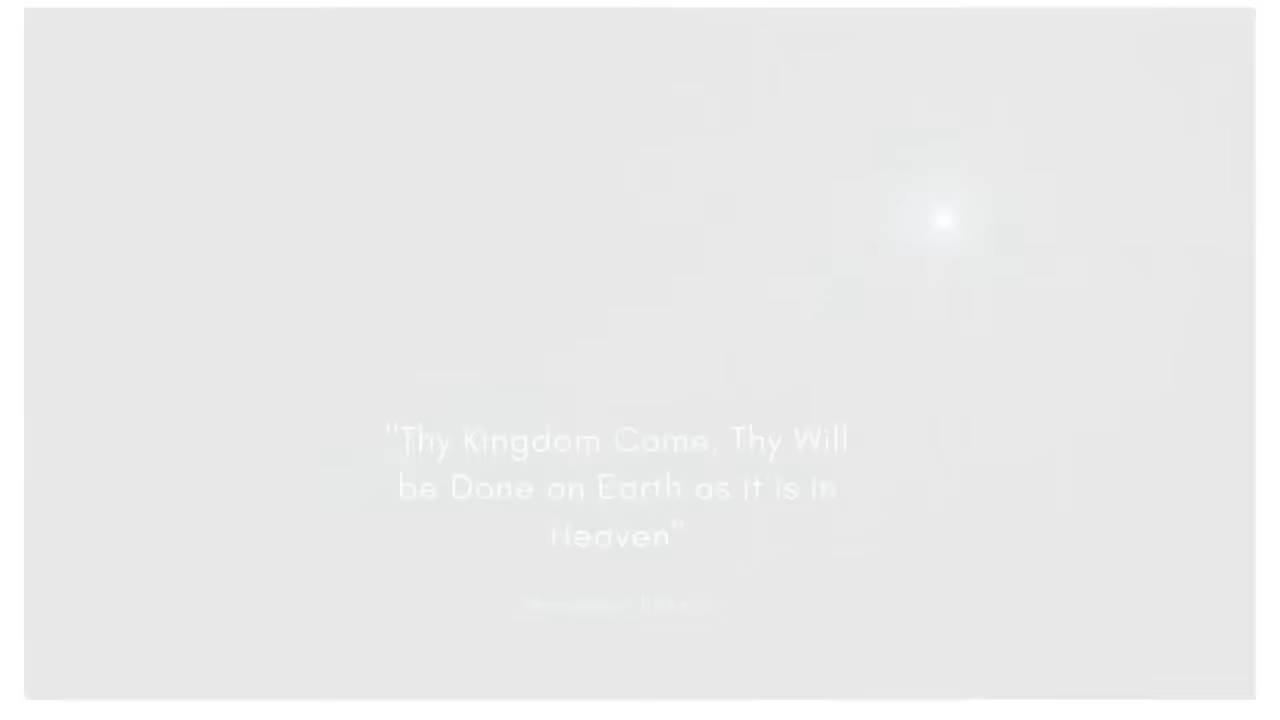 "Thy Kingdom Come, Thy Will
be Done on Earth as it is in
Heaven"